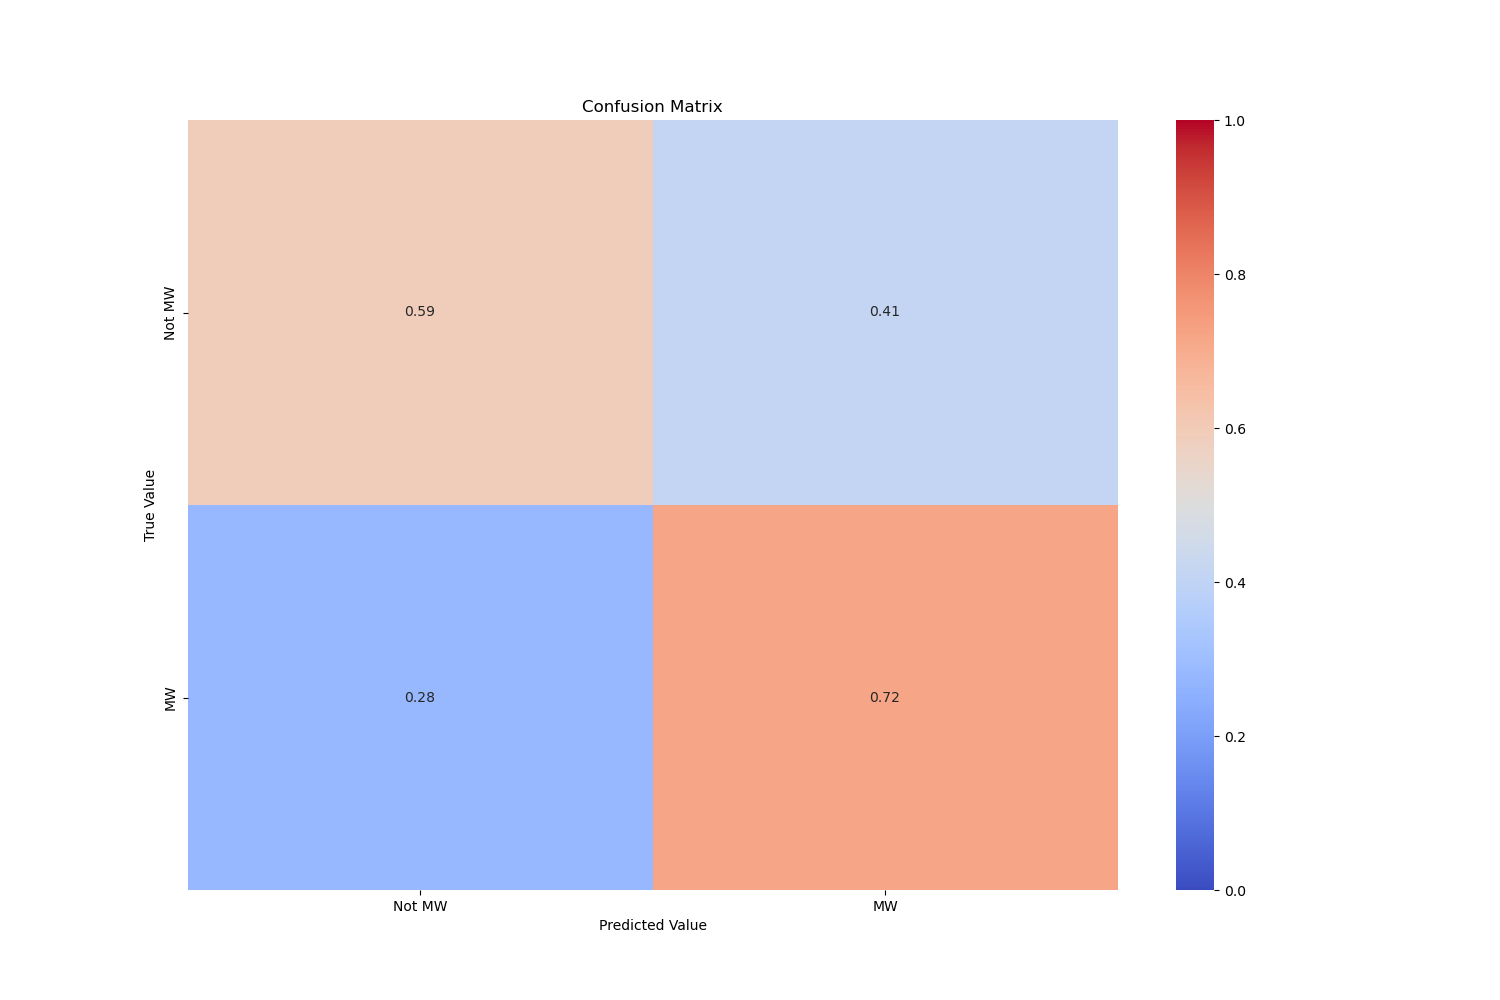 Confusion Matrix
Not MW
0.59
0.41
MW
0.28
0.72
True Value
Not MW
MW
Predicted Value
1.0
0.8
0.6
0.4
0.2
0.0